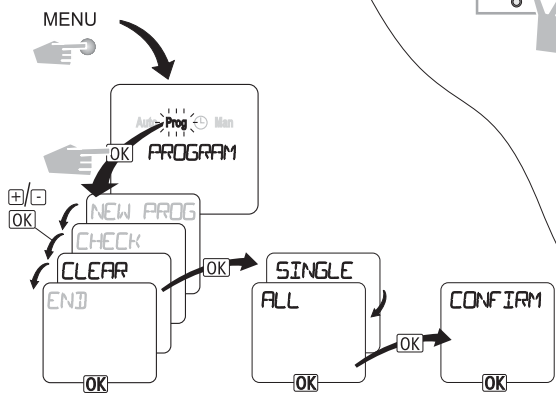 MENU
Auto Prog Man
OK
PROGRAM
+/-
OK
NEW PROG
CHECK
CLEAR
END
OK
OK
SINGLE
ALL
OK
OK
CONFIRM
OK